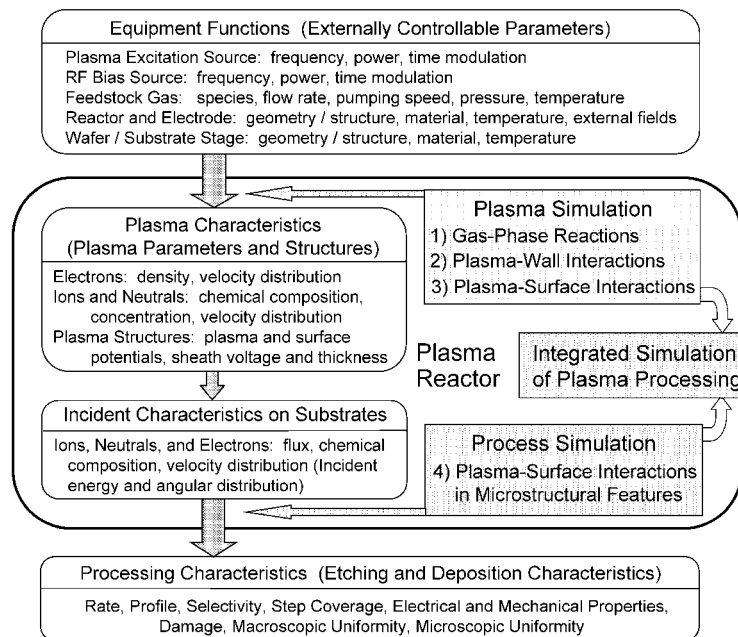 Equipment Functions (Externally Controllable Parameters)
Plasma Excitation Source: frequency, power, time modulation
RF Bias Source: frequency, power, time modulation
Feedstock Gas: species, flow rate, pumping speed, pressure, temperature
Reactor and Electrode: geometry / structure, material, temperature, external fields
Wafer / Substrate Stage: geometry / structure, material, temperature
Plasma Characteristics
(Plasma Parameters and Structures)
Electrons: density, velocity distribution
Ions and Neutrals: chemical composition,
concentration, velocity distribution
Plasma Structures: plasma and surface
potentials, sheath voltage and thickness
Plasma Simulation
1) Gas-Phase Reactions
2) Plasma-Wall Interactions
3) Plasma-Surface Interactions
Plasma
Reactor
Integrated Simulation
of Plasma Processing
Incident Characteristics on Substrates
Ions, Neutrals, and Electrons: flux, chemical
composition, velocity distribution (Incident
energy and angular distribution)
Process Simulation
4) Plasma-Surface Interactions
in Microstructural Features
Processing Characteristics (Etching and Deposition Characteristics)
Rate, Profile, Selectivity, Step Coverage, Electrical and Mechanical Properties,
Damage, Macroscopic Uniformity, Microscopic Uniformity